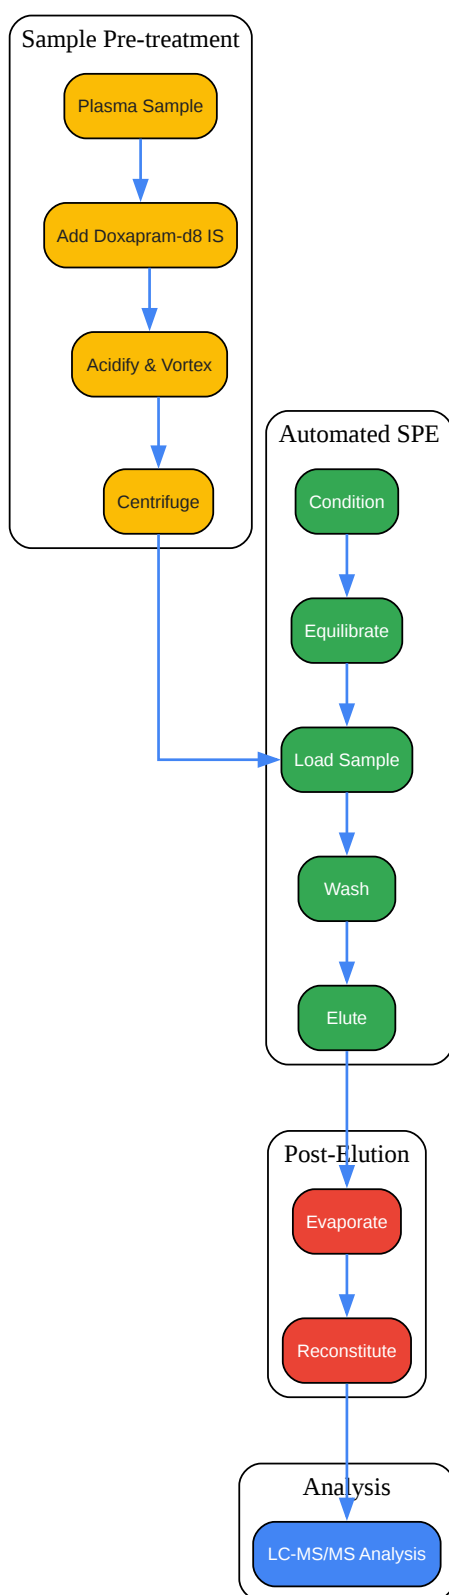 Sample Pre-treatment
Plasma Sample
Add Doxapram-d8 IS
Acidify & Vortex
Centrifuge
Automated SPE
Condition
Equilibrate
Load Sample
Wash
Elute
Post-Elution
Evaporate
Reconstitute
Analysis
LC-MS/MS Analysis